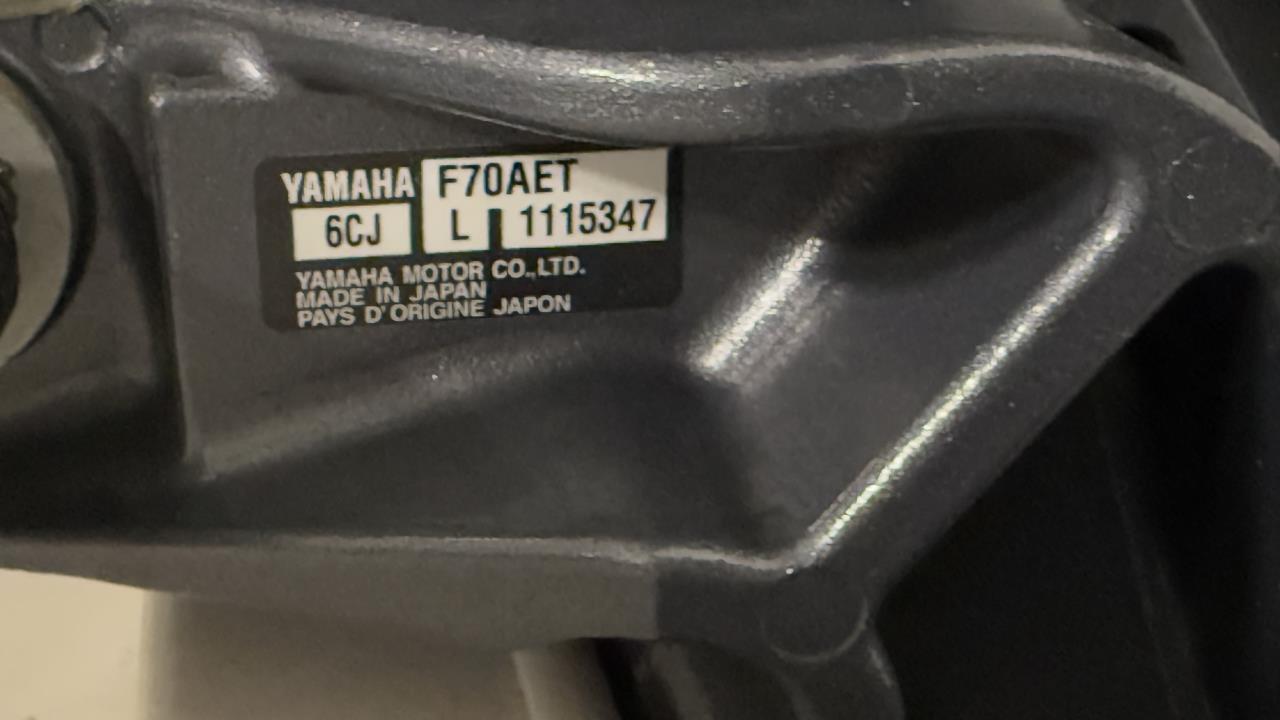 YAMAHA F70AET
6CJ L 1115347
YAMAHA MOTOR CO.,LTD.
MADE IN JAPAN
PAYS D'ORIGINE JAPON